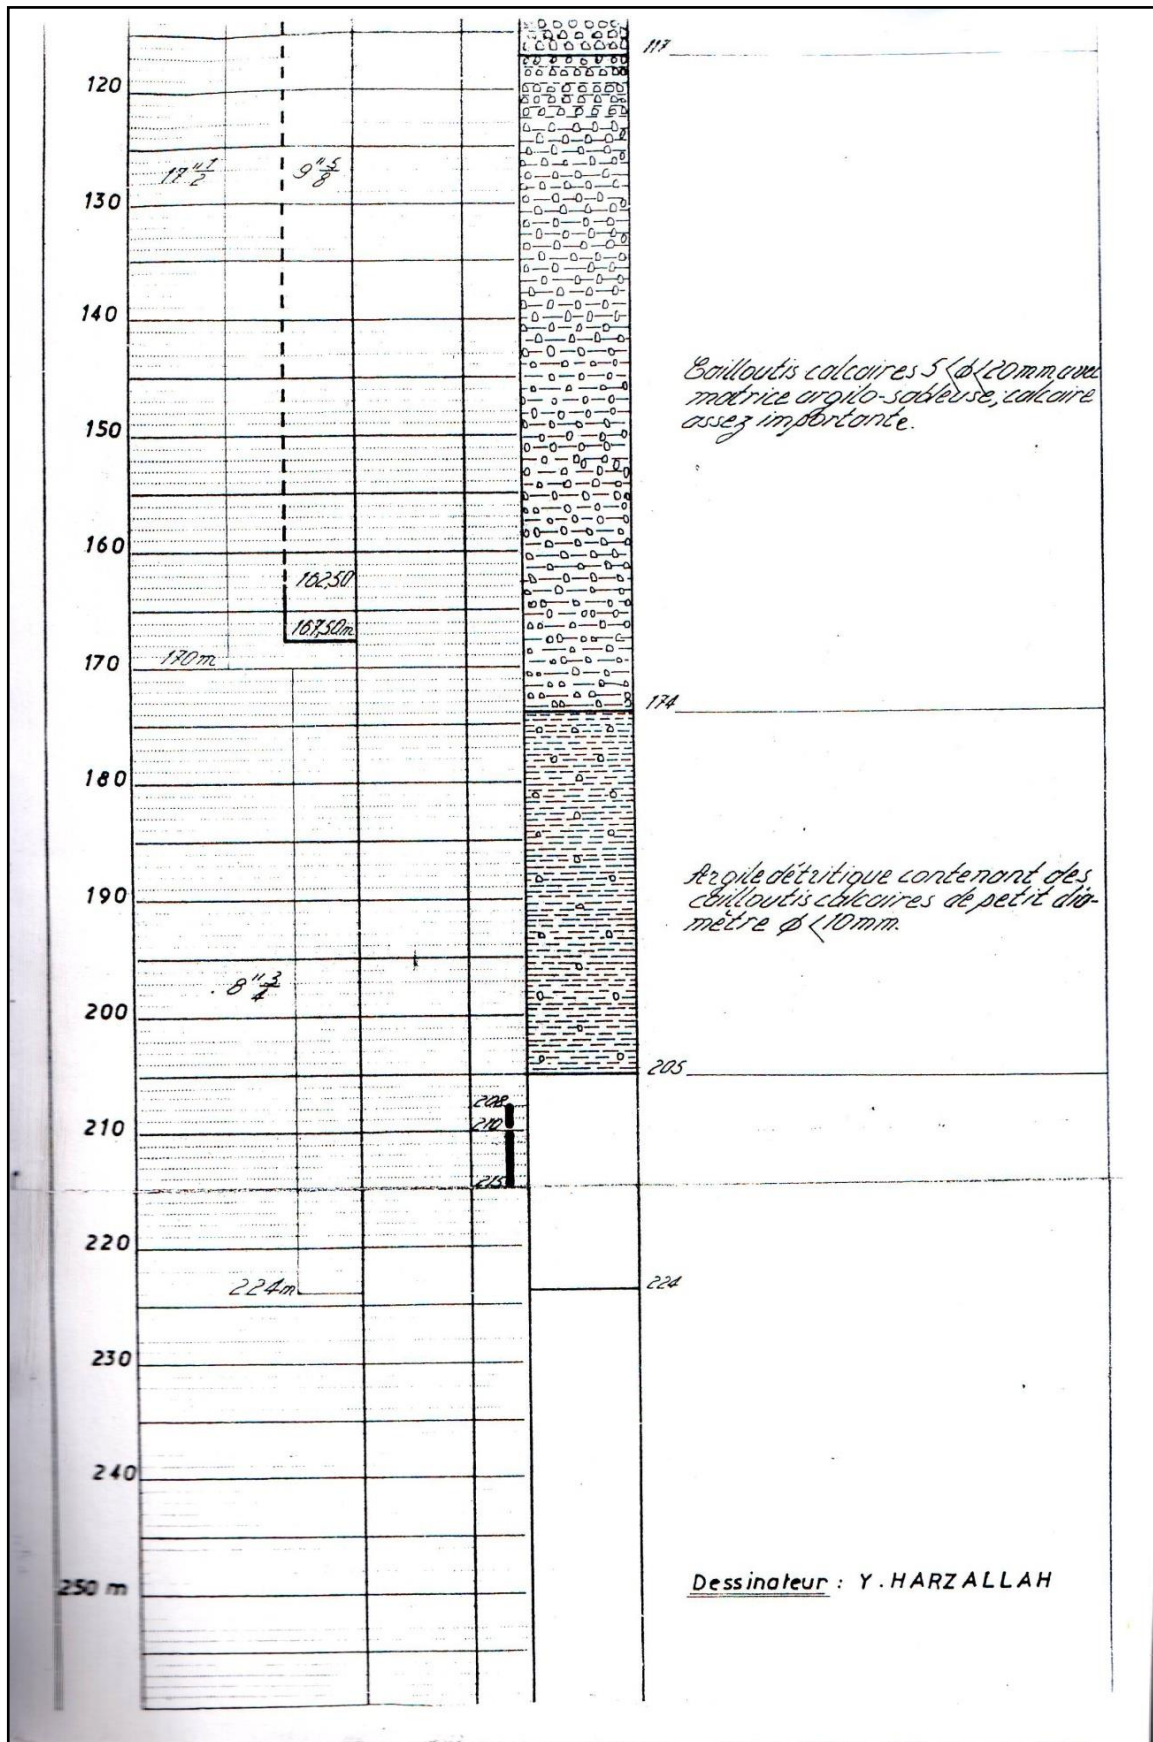 117
120
17"1/2
9"5/8
130
140
Cailloutis calcaires 5<ϕ<20mm, avec
matrice argilo-sableuse, calcaire
assez importante.
150
160
162,50
167,50m
170
170m
174
180
Argile détritique contenant des
cailloutis calcaires de petit dia-
mètre ϕ<10mm.
190
8"3/4
200
205
208
210
210
215
220
224m
224
230
240
250 m
Dessinateur : Y.HARZALLAH